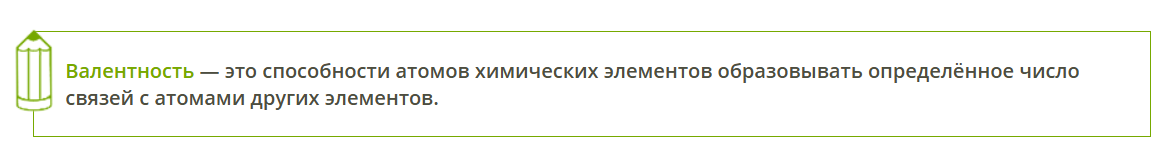 Валентность — это способности атомов химических элементов образовывать определённое число
связей с атомами других элементов.